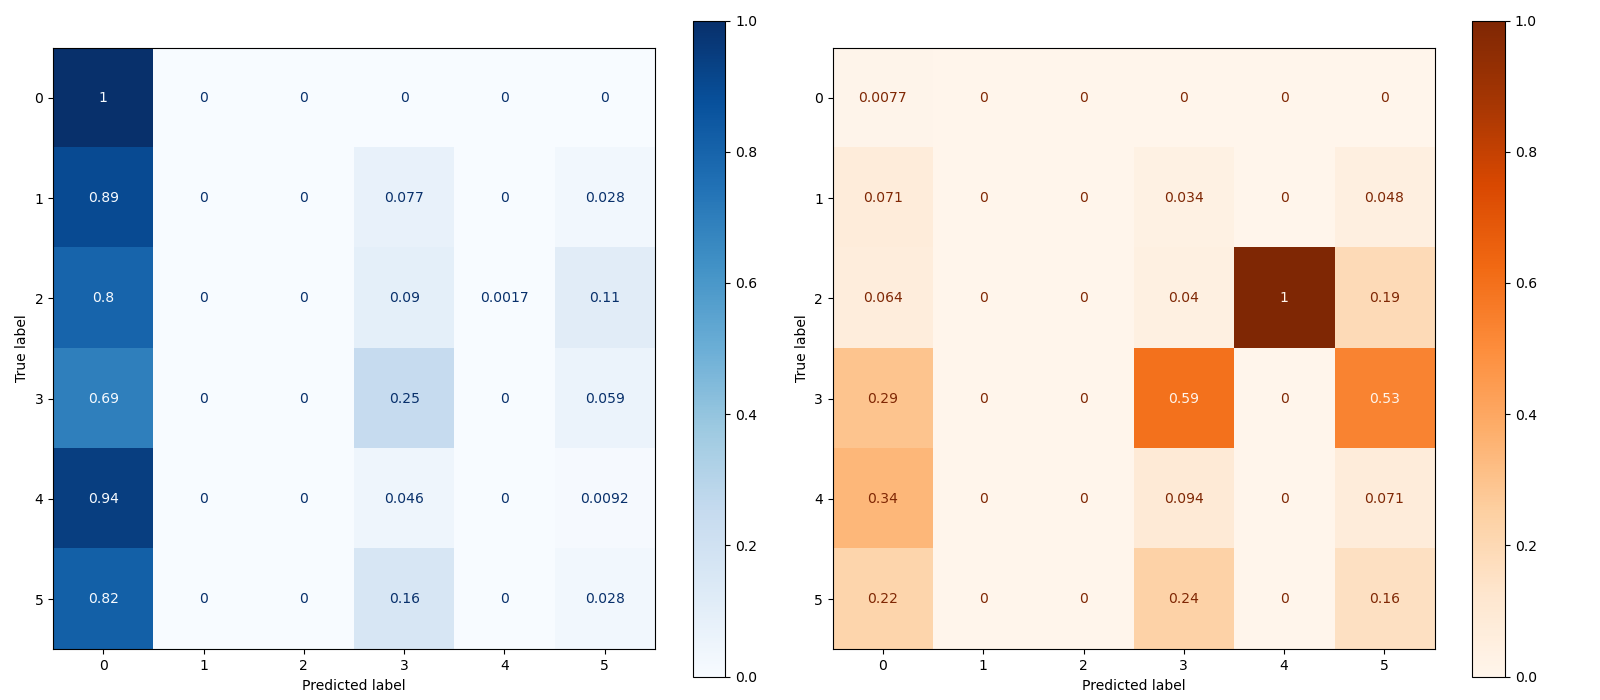 1.0
0.8
0.6
0.4
0.2
0.0
True label
0 1 0 0 0 0 0
1 0.89 0 0 0.077 0 0.028
2 0.8 0 0 0.09 0.0017 0.11
3 0.69 0 0 0.25 0 0.059
4 0.94 0 0 0.046 0 0.0092
5 0.82 0 0 0.16 0 0.028
0 1 2 3 4 5
Predicted label
1.0
0.8
0.6
0.4
0.2
0.0
True label
0 0.0077 0 0 0 0 0
1 0.071 0 0 0.034 0 0.048
2 0.064 0 0 0.04 1 0.19
3 0.29 0 0 0.59 0 0.53
4 0.34 0 0 0.094 0 0.071
5 0.22 0 0 0.24 0 0.16
0 1 2 3 4 5
Predicted label